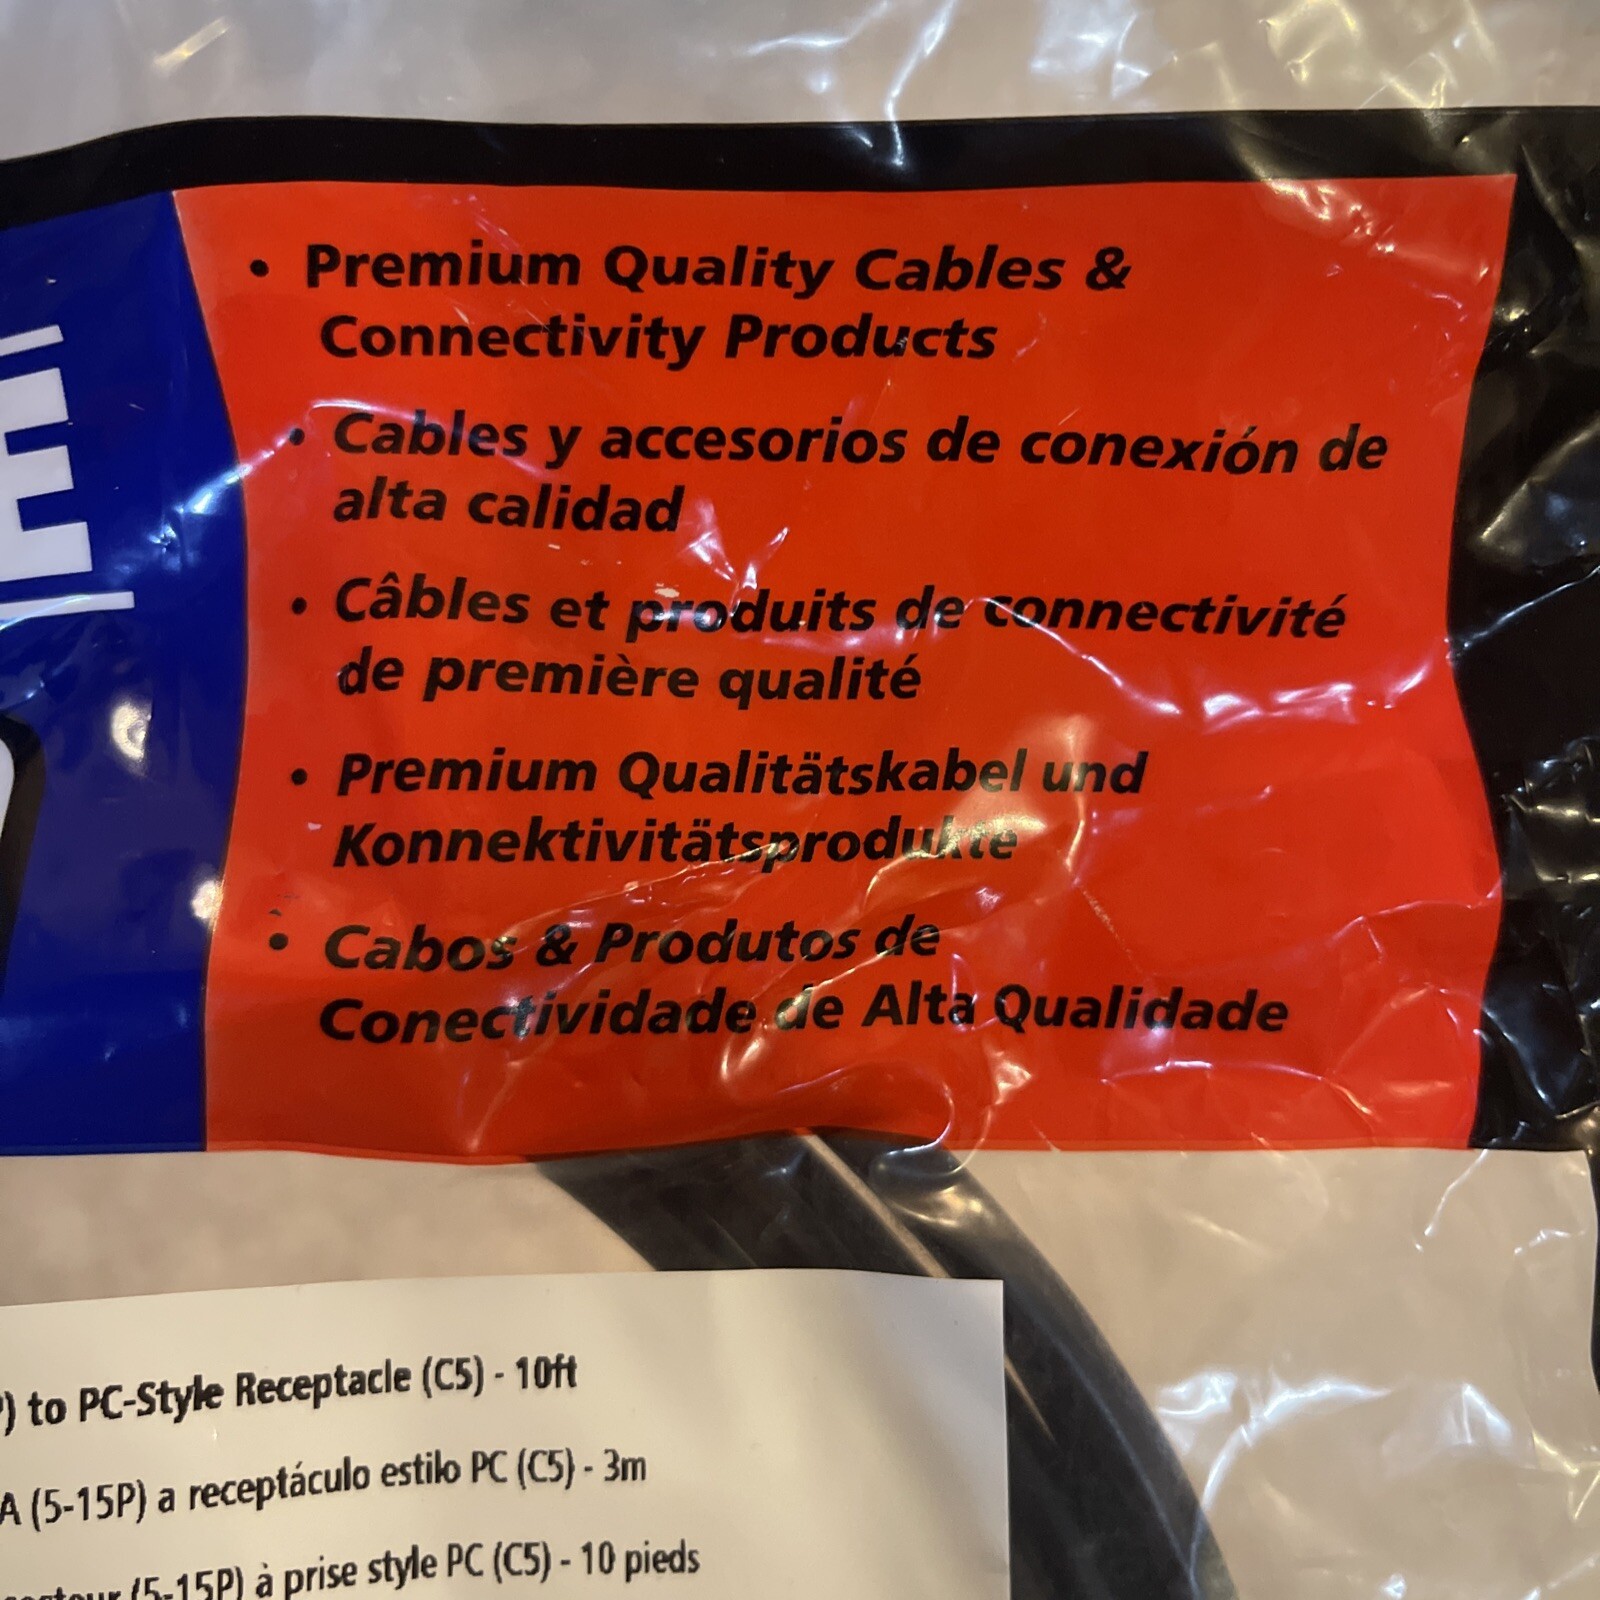 • Premium Quality Cables &
Connectivity Products
• Cables y accesorios de conexión de
alta calidad
• Câbles et produits de connectivité
de première qualité
• Premium Qualitätskabel und
Konnektivitätsprodukte
• Cabos & Produtos de
Conectividade de Alta Qualidade
E
) to PC-Style Receptacle (C5) - 10ft
A (5-15P) a receptáculo estilo PC (C5) - 3m
(5-15P) à prise style PC (C5) - 10 pieds